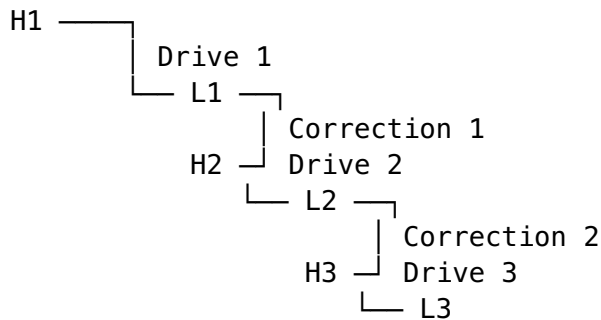 H1
Drive 1
L1
Correction 1
H2 Drive 2
L2
Correction 2
H3 Drive 3
L3